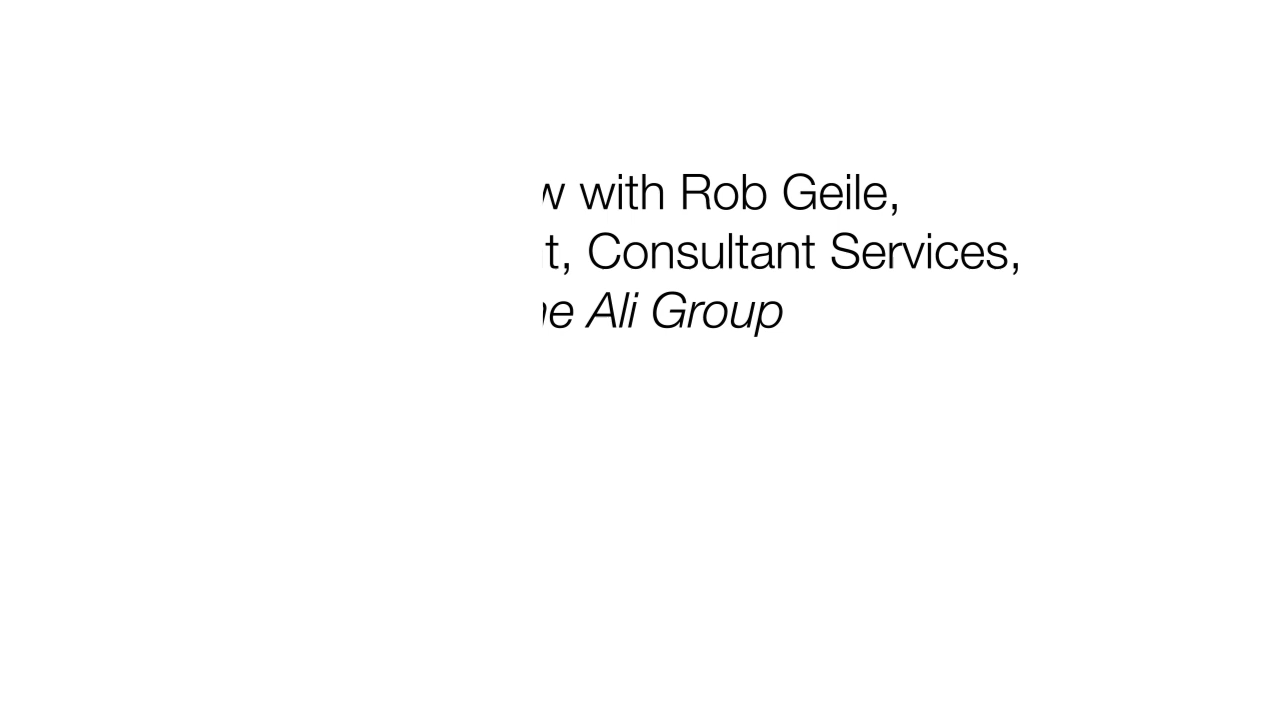 with Rob Geile,
Consultant Services,
Ali Group